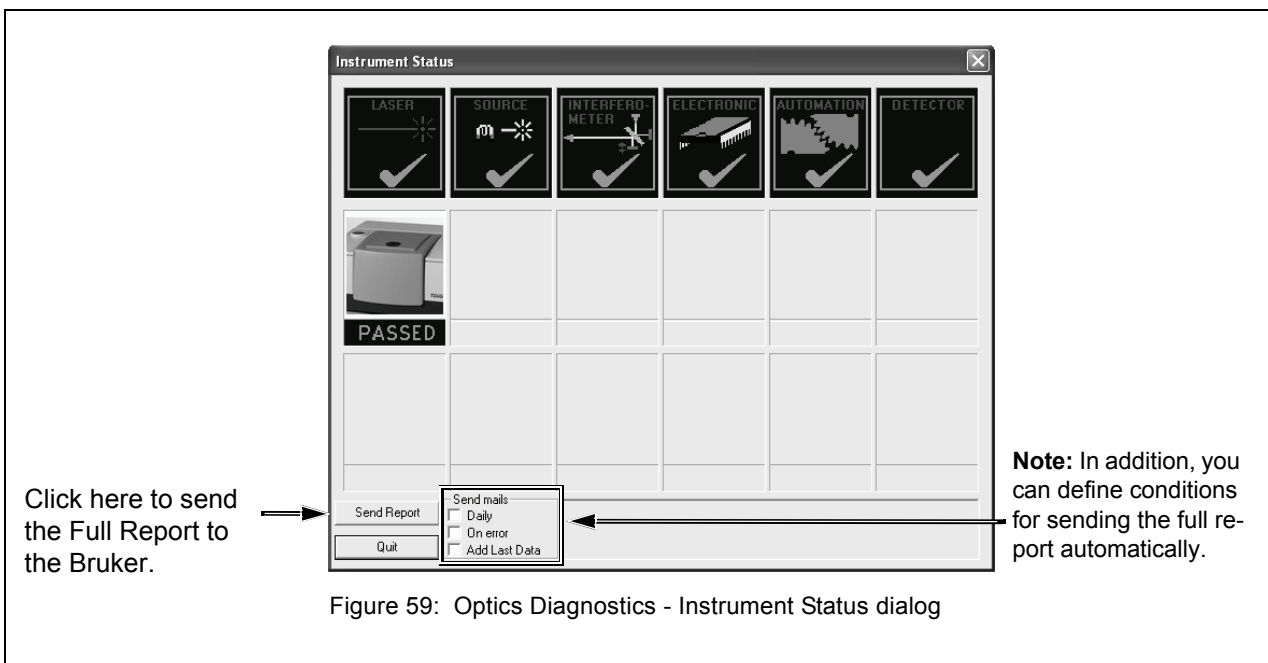 Instrument Status
LASER
SOURCE
INTERFERO-
METER
ELECTRONIC
AUTOMATION
DETECTOR
PASSED
Click here to send
the Full Report to
the Bruker.
Send Report
Quit
Send mails
Daily
On error
Add Last Data
Note: In addition, you
can define conditions
for sending the full re-
port automatically.
Figure 59: Optics Diagnostics - Instrument Status dialog